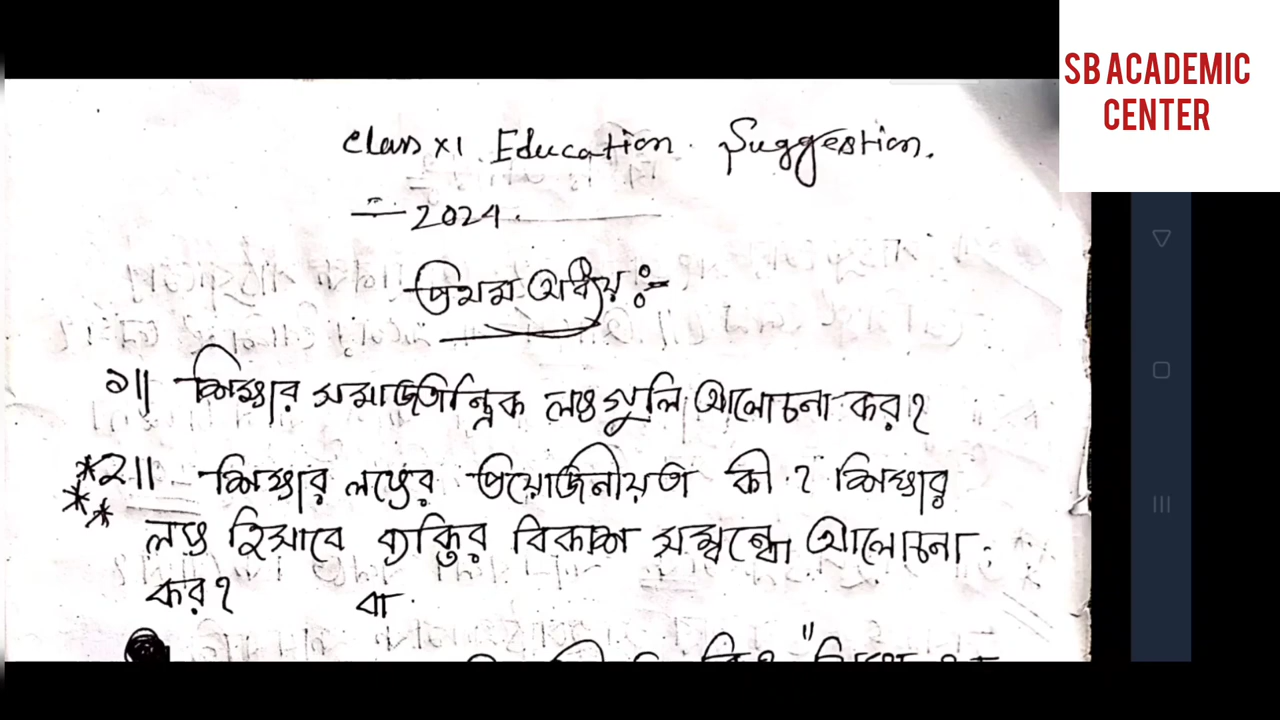 SB ACADEMIC
CENTER
Class XI Education Suggestion.
— 2024.
প্রথম অধ্যায় :-
১॥ শিক্ষার সমাজতান্ত্রিক লক্ষ্যগুলি আলোচনা কর?
২॥ শিক্ষার লক্ষ্যের প্রয়োজনীয়তা কী? শিক্ষার
লক্ষ্য হিসাবে ব্যক্তির বিকাশ সম্বন্ধে আলোচনা
কর? বা